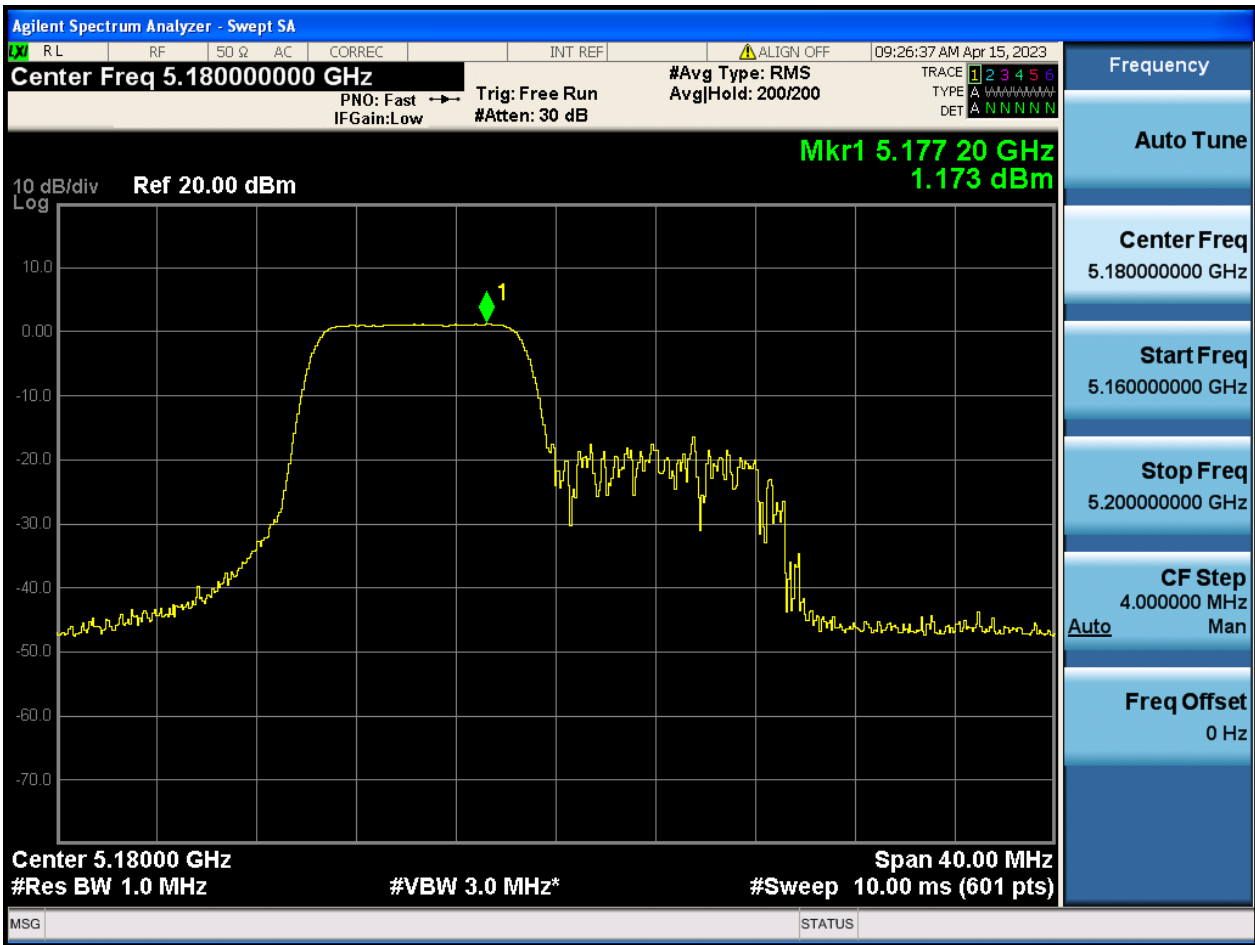 Agilent Spectrum Analyzer - Swept SA
LXI RL RF 50 Ω AC CORREC INT REF ALIGN OFF 09:26:37 AM Apr 15, 2023
Center Freq 5.180000000 GHz
PNO: Fast
IFGain:Low
Trig: Free Run
#Atten: 30 dB
#Avg Type: RMS
Avg|Hold: 200/200
TRACE 1 2 3 4 5 6
TYPE A WWWWW
DET A N N N N N
Mkr1 5.177 20 GHz
1.173 dBm
10 dB/div Ref 20.00 dBm
Log
10.0
0.00
-10.0
-20.0
-30.0
-40.0
-50.0
-60.0
-70.0
1
Center 5.18000 GHz Span 40.00 MHz
#Res BW 1.0 MHz #VBW 3.0 MHz* #Sweep 10.00 ms (601 pts)
MSG STATUS
Frequency
Auto Tune
Center Freq
5.180000000 GHz
Start Freq
5.160000000 GHz
Stop Freq
5.200000000 GHz
CF Step
4.000000 MHz
Auto Man
Freq Offset
0 Hz